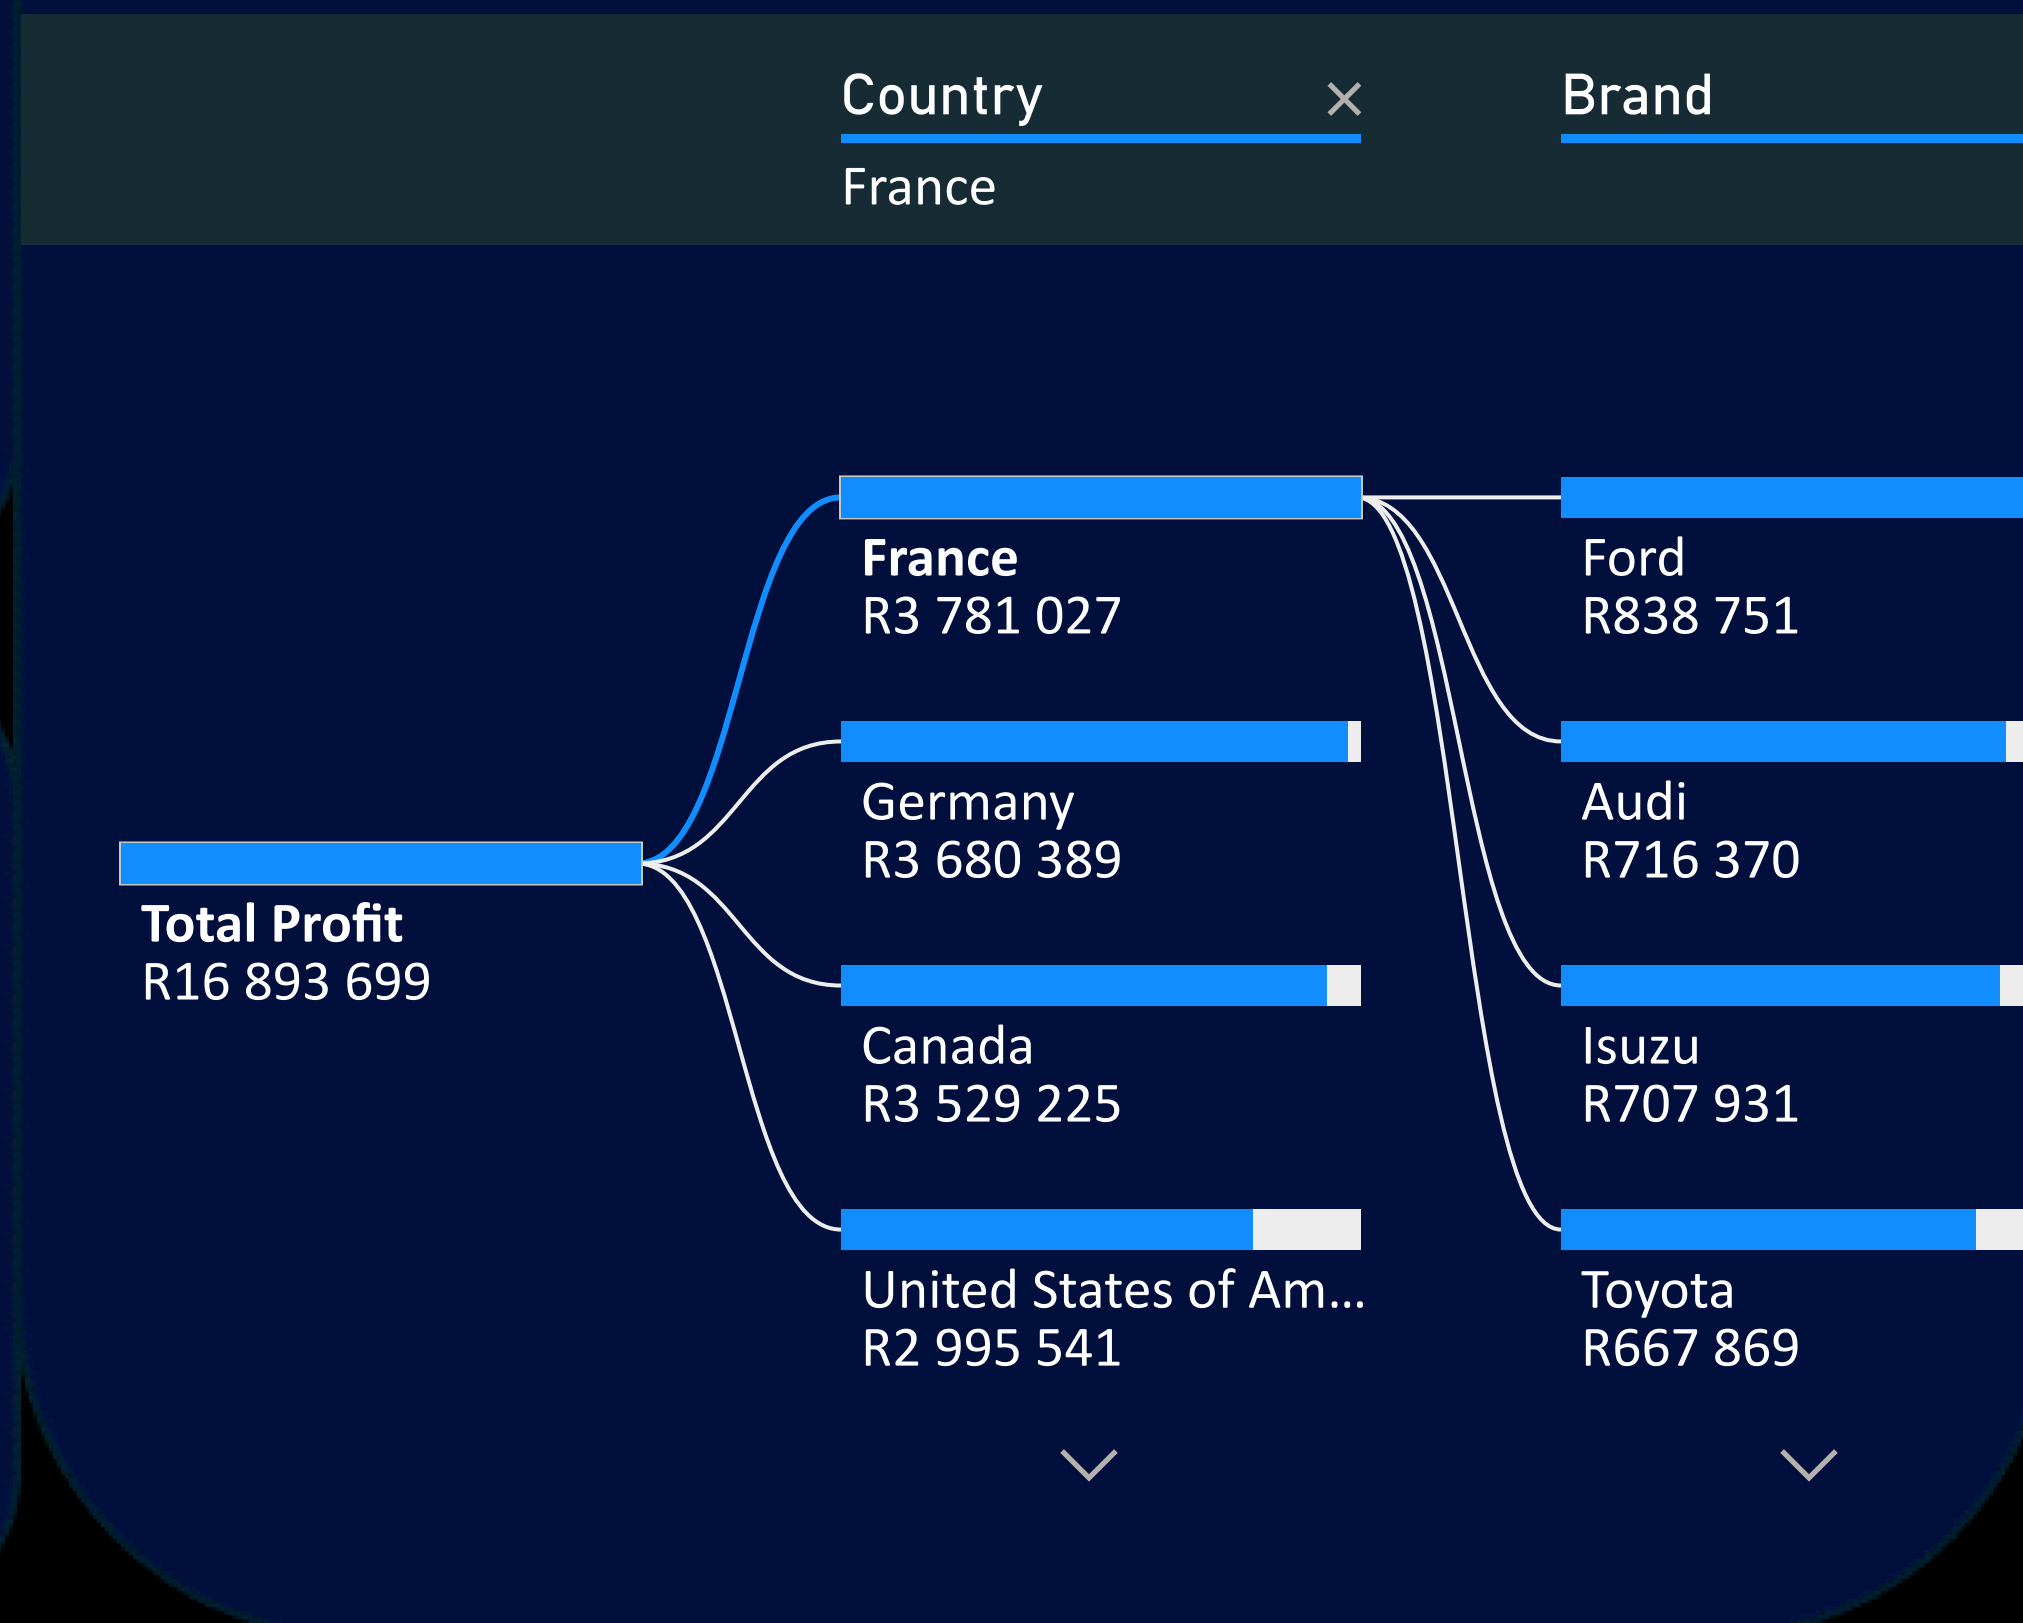 Country
Brand
France
France
R3 781 027
Ford
R838 751
Germany
R3 680 389
Audi
R716 370
Total Profit
R16 893 699
Canada
R3 529 225
Isuzu
R707 931
United States of Am...
R2 995 541
Toyota
R667 869